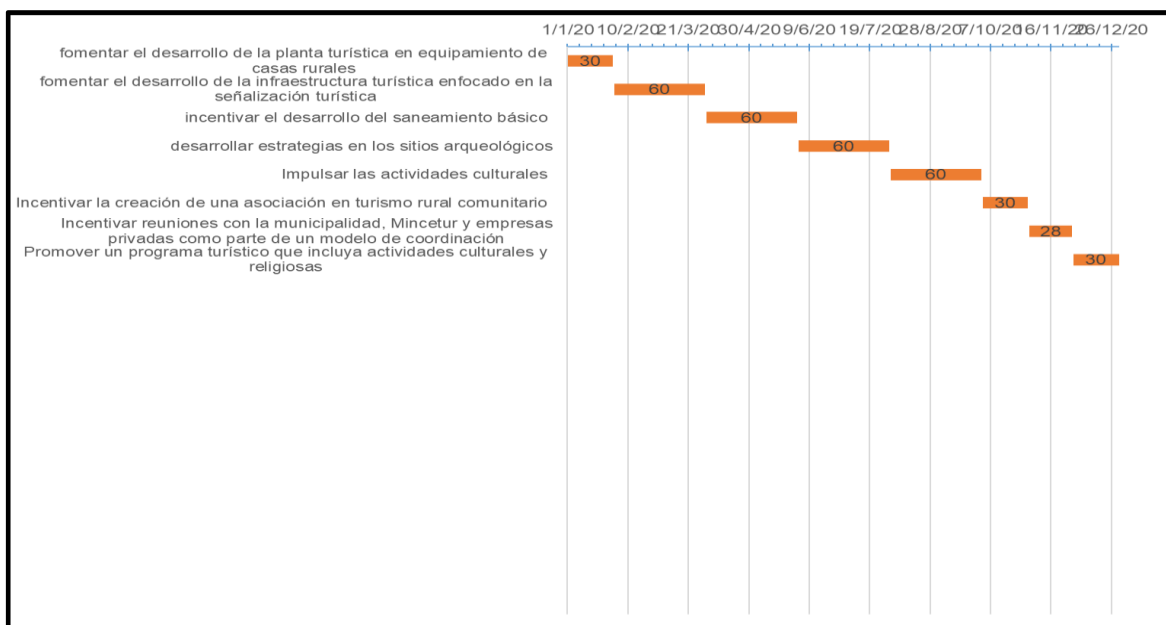 1/1/20 10/2/20 21/3/20 30/4/20 9/6/20 19/7/20 28/8/20 7/10/20 16/11/20 26/12/20
fomentar el desarrollo de la planta turística en equipamiento de
casas rurales
30
fomentar el desarrollo de la infraestructura turística enfocado en la
señalización turística
60
incentivar el desarrollo del saneamiento básico
60
desarrollar estrategias en los sitios arqueológicos
60
Impulsar las actividades culturales
60
Incentivar la creación de una asociación en turismo rural comunitario
30
Incentivar reuniones con la municipalidad, Mincetur y empresas
privadas como parte de un modelo de coordinación
28
Promover un programa turístico que incluya actividades culturales y
religiosas
30